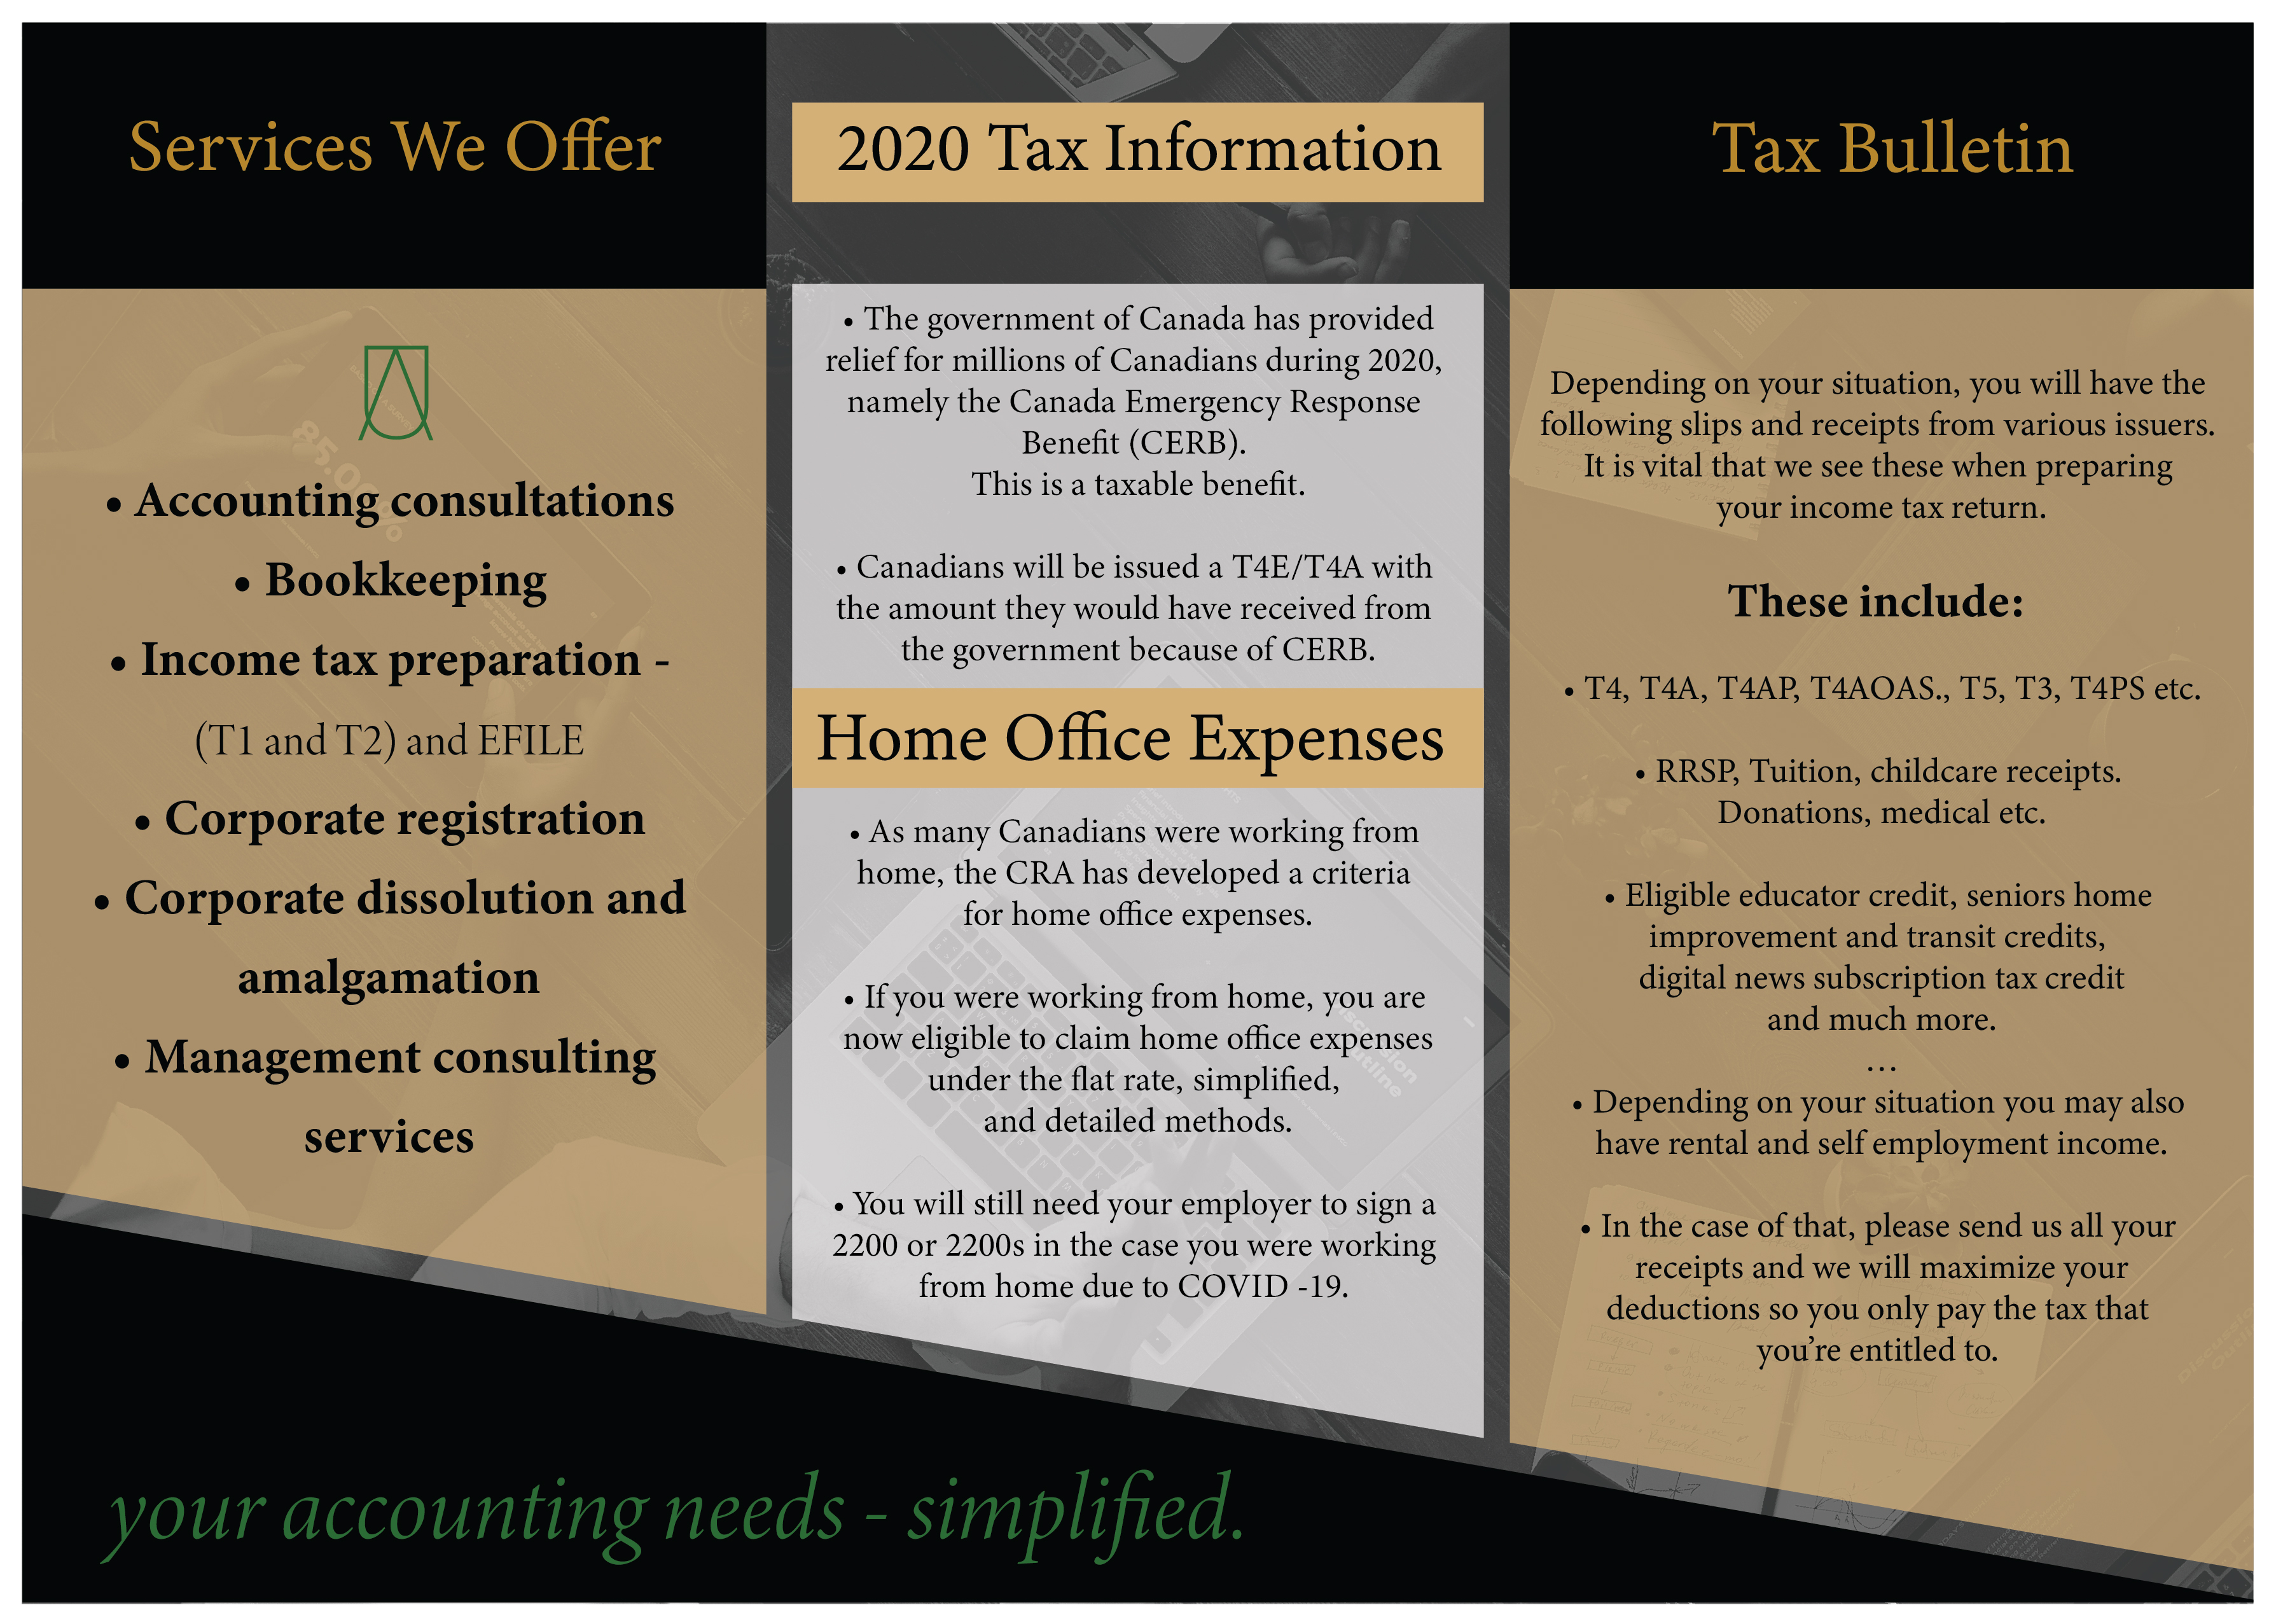 Services We Offer
• Accounting consultations
• Bookkeeping
• Income tax preparation -
(T1 and T2) and EFILE
• Corporate registration
• Corporate dissolution and
amalgamation
• Management consulting
services
2020 Tax Information
• The government of Canada has provided
relief for millions of Canadians during 2020,
namely the Canada Emergency Response
Benefit (CERB).
This is a taxable benefit.
• Canadians will be issued a T4E/T4A with
the amount they would have received from
the government because of CERB.
Home Office Expenses
• As many Canadians were working from
home, the CRA has developed a criteria
for home office expenses.
• If you were working from home, you are
now eligible to claim home office expenses
under the flat rate, simplified,
and detailed methods.
• You will still need your employer to sign a
2200 or 2200s in the case you were working
from home due to COVID -19.
Tax Bulletin
Depending on your situation, you will have the
following slips and receipts from various issuers.
It is vital that we see these when preparing
your income tax return.
These include:
• T4, T4A, T4AP, T4AOAS., T5, T3, T4PS etc.
• RRSP, Tuition, childcare receipts.
Donations, medical etc.
• Eligible educator credit, seniors home
improvement and transit credits,
digital news subscription tax credit
and much more.
…
• Depending on your situation you may also
have rental and self employment income.
• In the case of that, please send us all your
receipts and we will maximize your
deductions so you only pay the tax that
you’re entitled to.
your accounting needs - simplified.
85.00%
Discussion
Outline